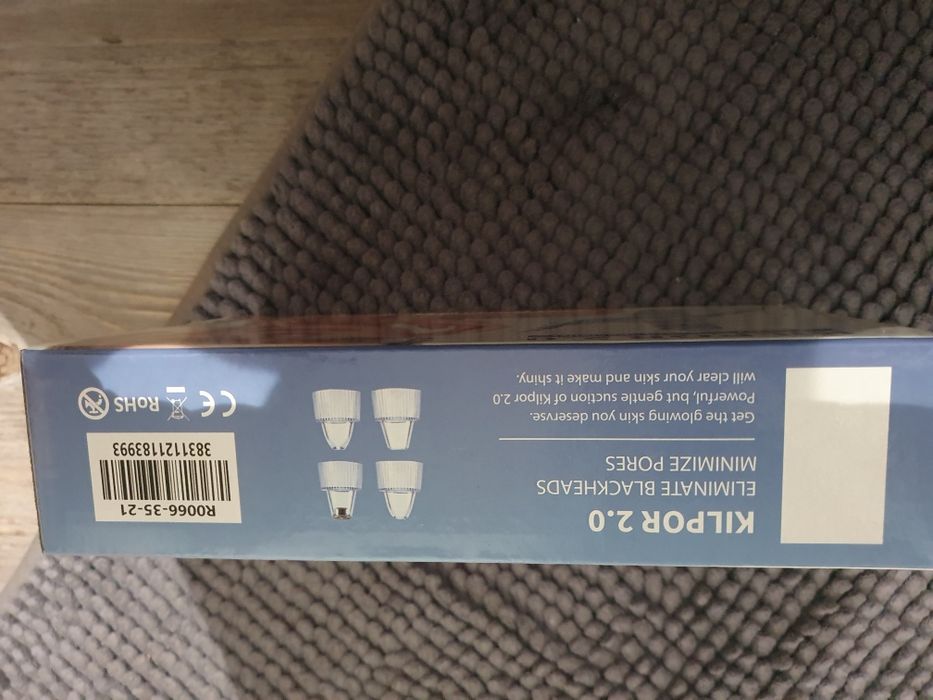 KILPOR 2.0
ELIMINATE BLACKHEADS
MINIMIZE PORES
Get the glowing skin you deserve.
Powerful, but gentle suction of Kilpor 2.0
will clear your skin and make it shiny.
R0066-35-21
3831121183993
CE
RoHS